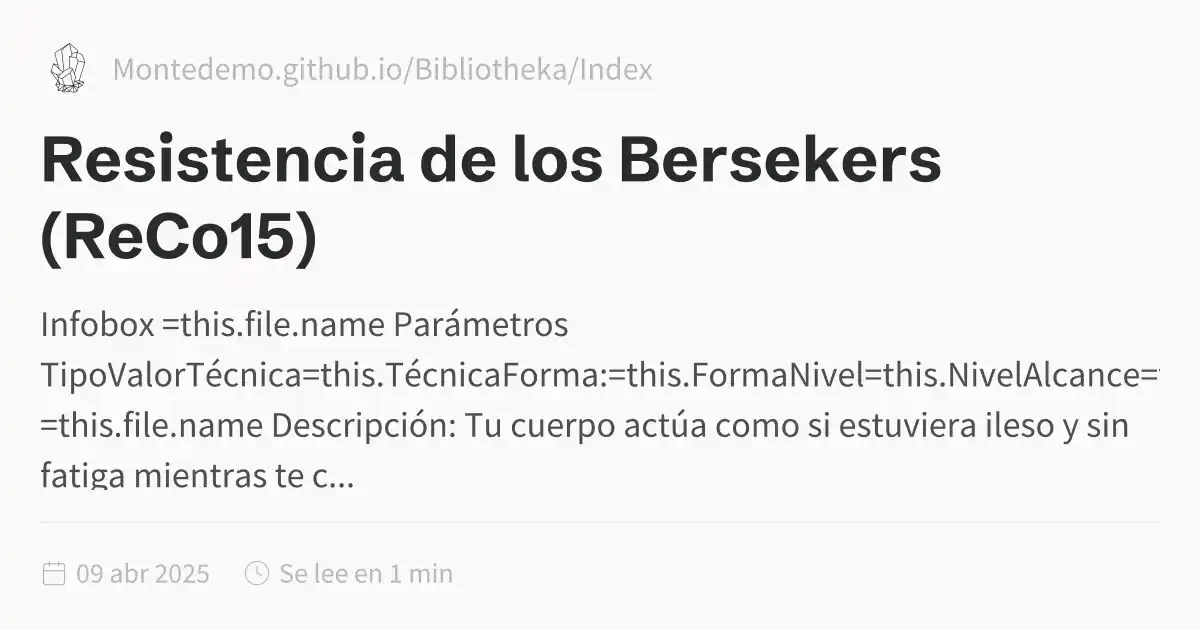 Montedemo.github.io/Bibliotheka/Index
Resistencia de los Bersekers
(ReCo15)
Infobox =this.file.name Parámetros
TipoValorTécnica=this.TécnicaForma:=this.FormaNivel=this.NivelAlcance=
=this.file.name Descripción: Tu cuerpo actúa como si estuviera ileso y sin
fatiga mientras te c...
09 abr 2025
Se lee en 1 min